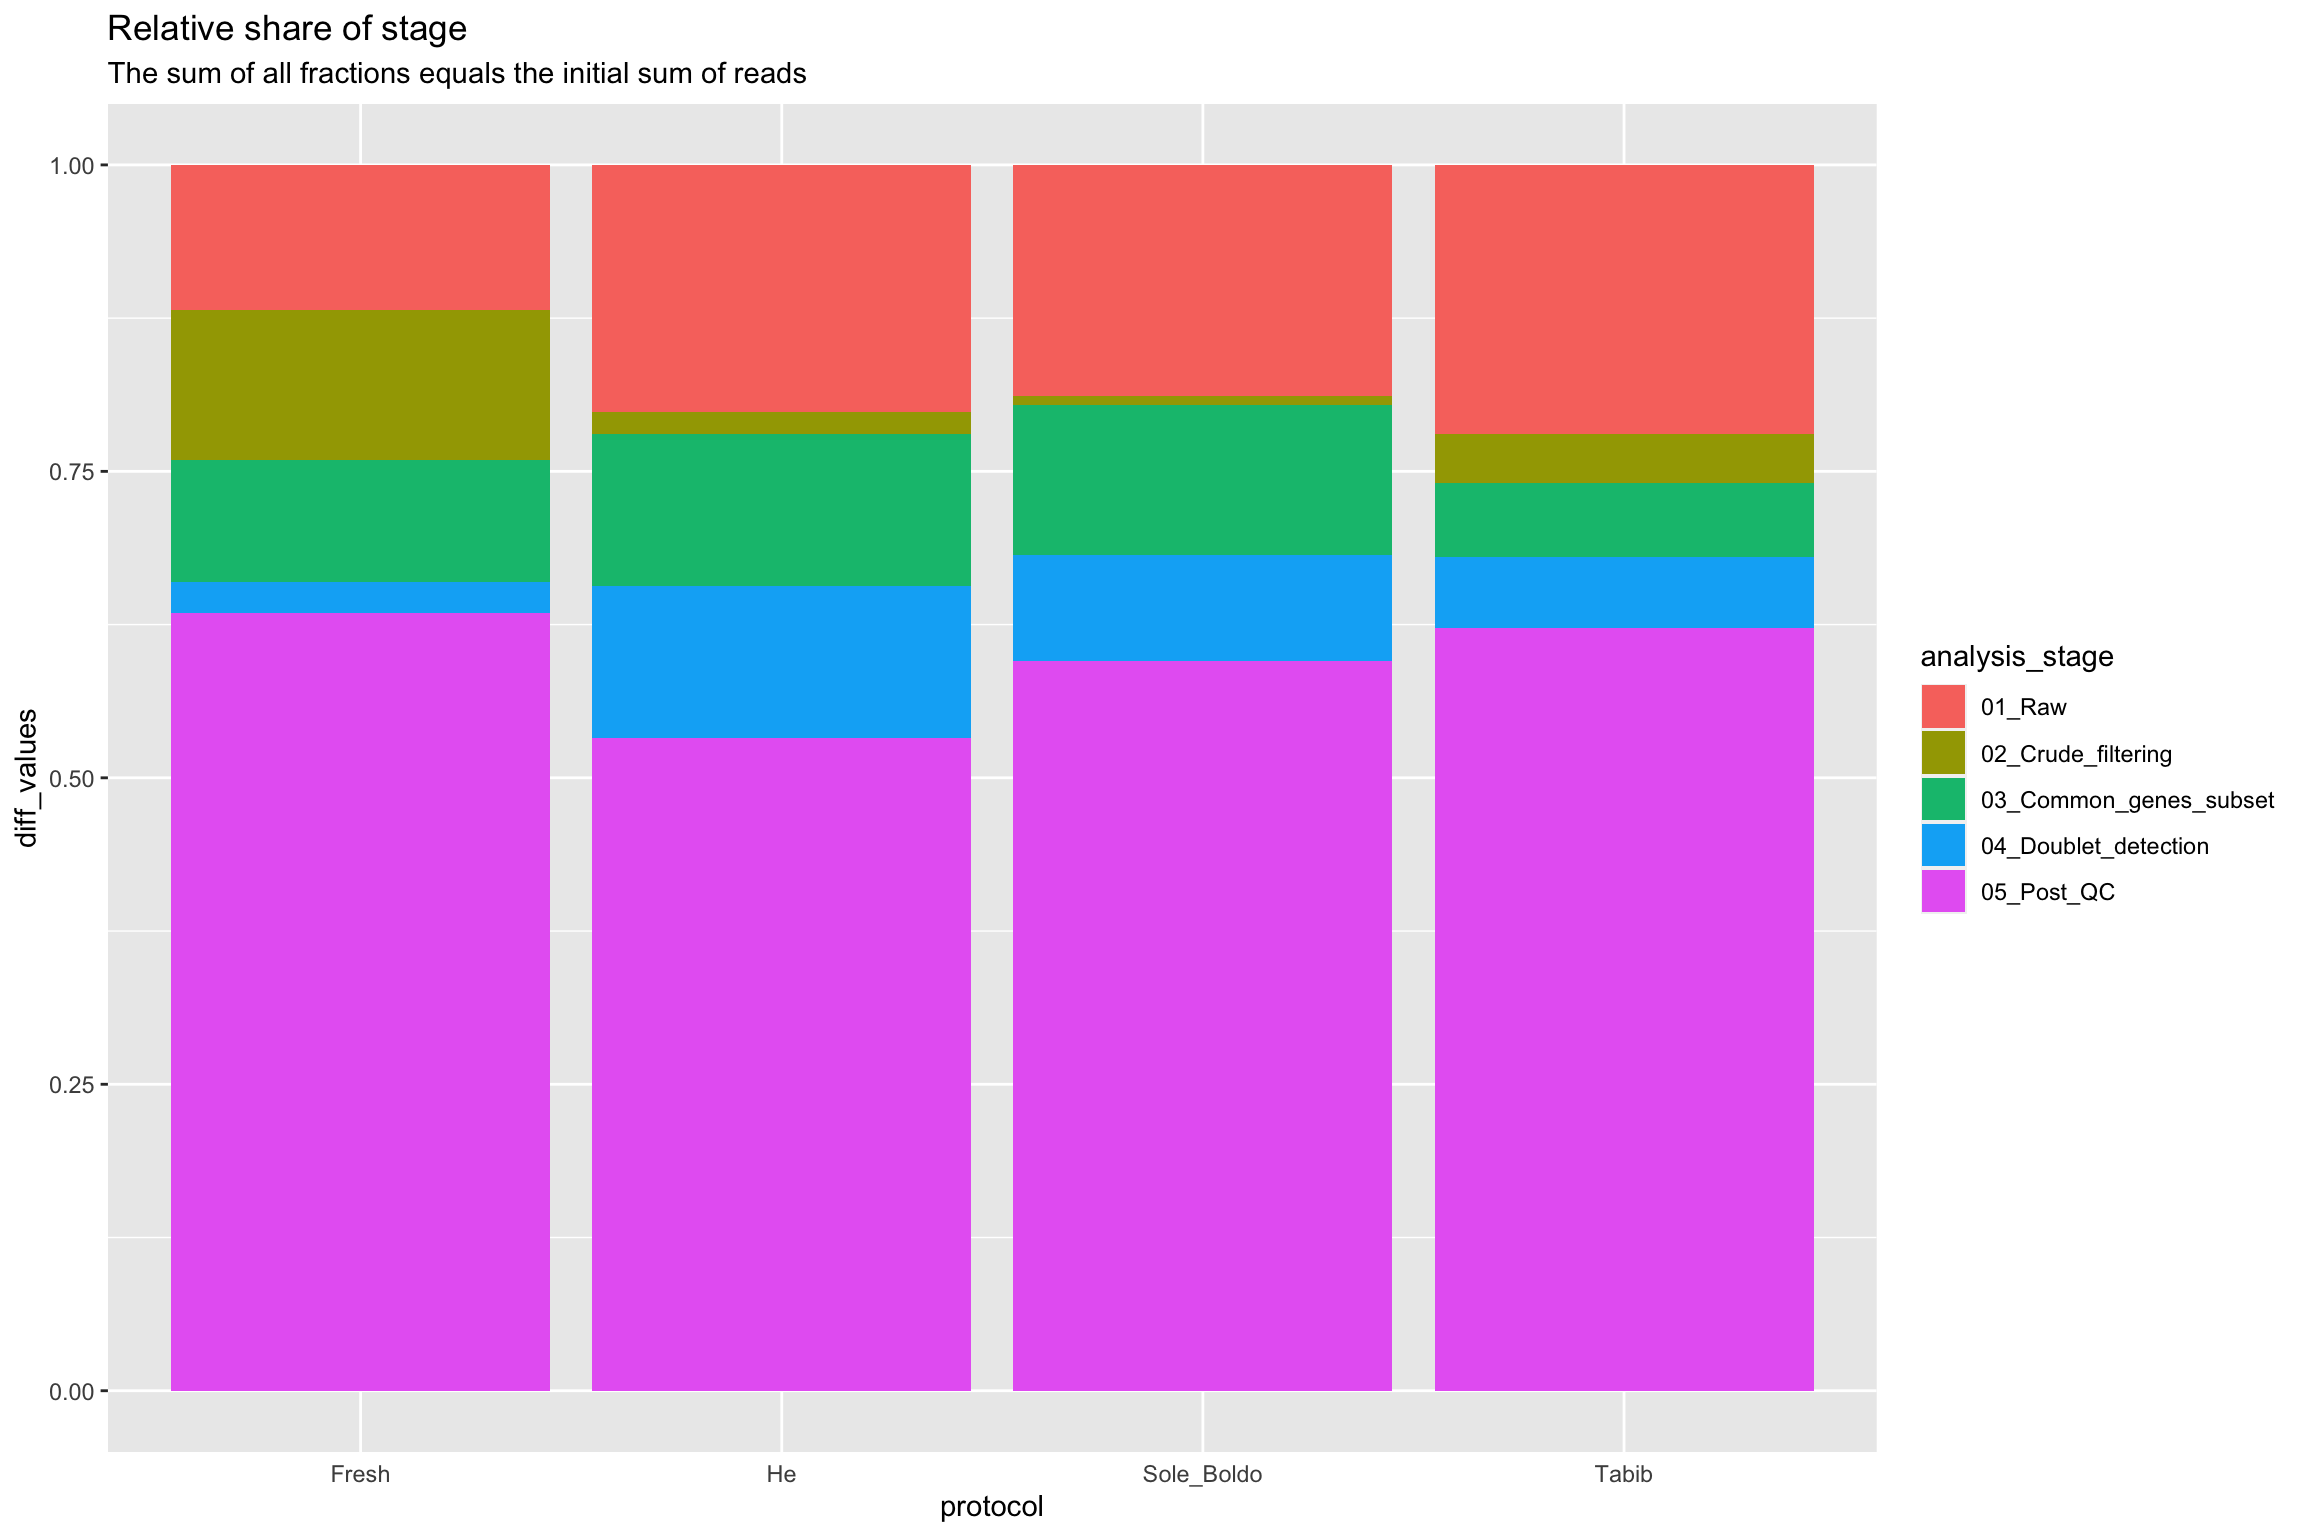 Relative share of stage
The sum of all fractions equals the initial sum of reads
1.00
0.75
0.50
0.25
0.00
diff_values
Fresh
He
Sole_Boldo
Tabib
protocol
analysis_stage
01_Raw
02_Crude_filtering
03_Common_genes_subset
04_Doublet_detection
05_Post_QC